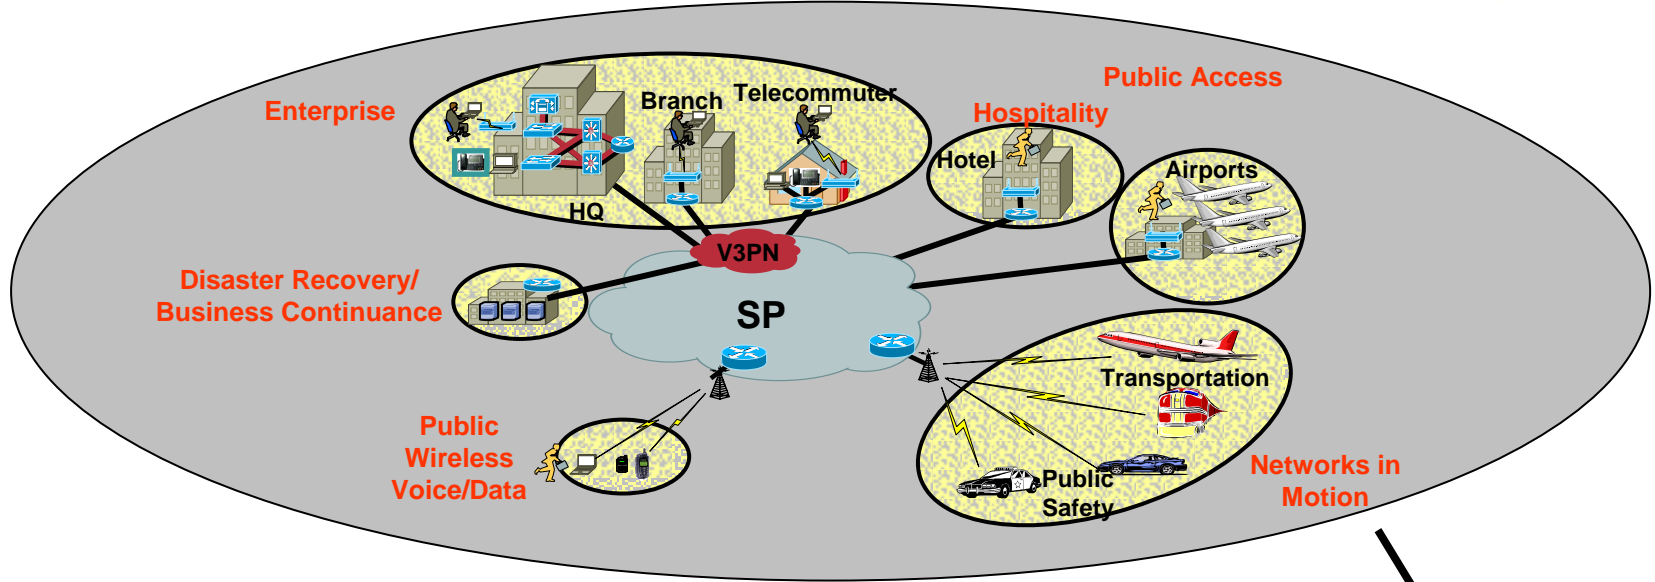 Public Access
Enterprise
Branch
Telecommuter
Hospitality
Hotel
Airports
HQ
V3PN
Disaster Recovery/
Business Continuance
SP
Transportation
Public
Wireless
Voice/Data
Public
Safety
Networks in
Motion